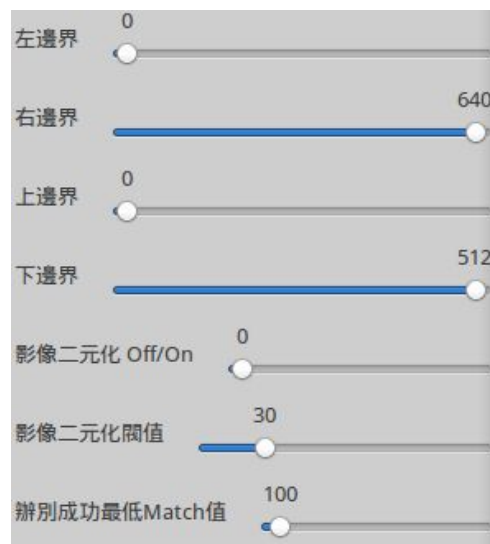 0
左邊界
640
右邊界
0
上邊界
512
下邊界
0
影像二元化 Off/On
30
影像二元化閥值
100
辦別成功最低Match值